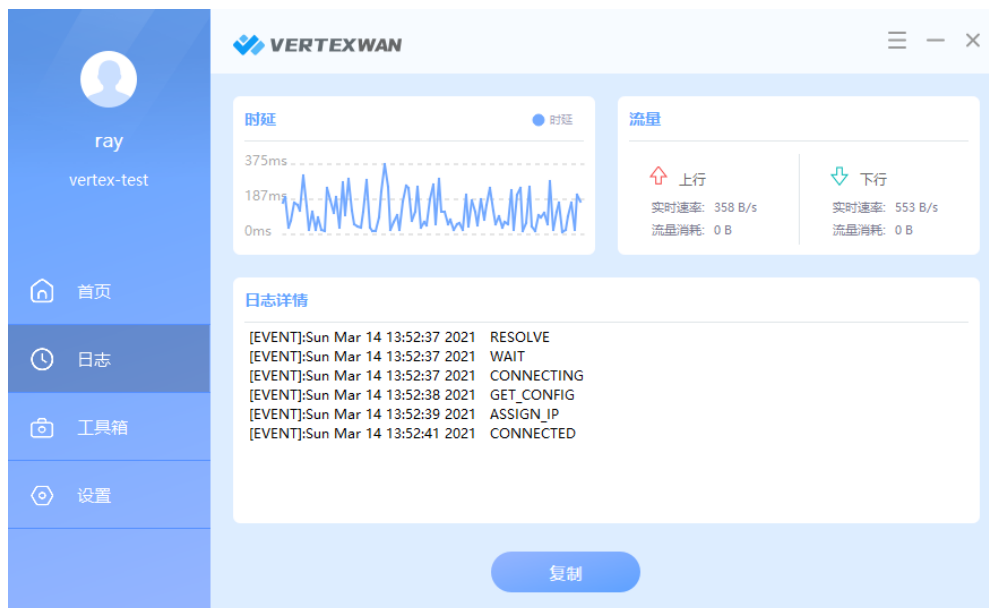 VERTEXWAN
ray
vertex-test
首页
日志
工具箱
设置
时延
时延
375ms
187ms
0ms
流量
上行
实时速率: 358 B/s
流量消耗: 0 B
下行
实时速率: 553 B/s
流量消耗: 0 B
日志详情
[EVENT]:Sun Mar 14 13:52:37 2021 RESOLVE
[EVENT]:Sun Mar 14 13:52:37 2021 WAIT
[EVENT]:Sun Mar 14 13:52:37 2021 CONNECTING
[EVENT]:Sun Mar 14 13:52:38 2021 GET_CONFIG
[EVENT]:Sun Mar 14 13:52:39 2021 ASSIGN_IP
[EVENT]:Sun Mar 14 13:52:41 2021 CONNECTED
复制